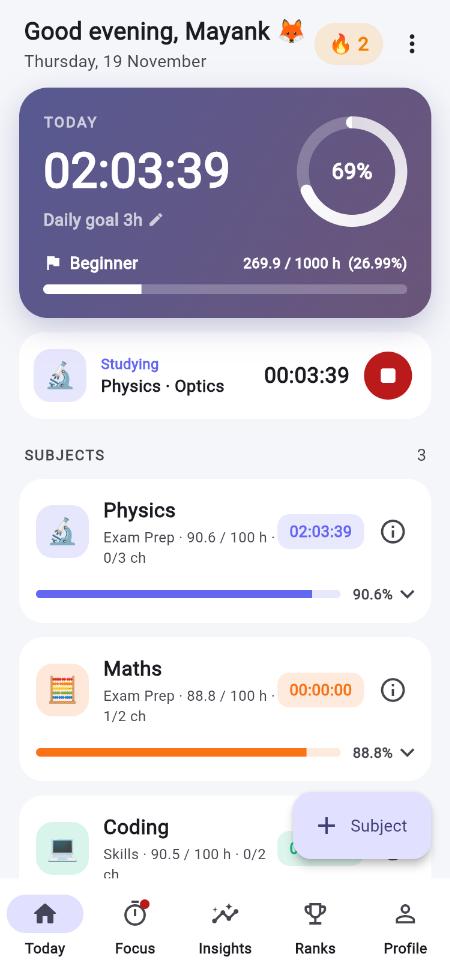 Good evening, Mayank 🦊
🔥 2
Thursday, 19 November
TODAY
02:03:39
69%
Daily goal 3h
Beginner
269.9 / 1000 h (26.99%)
Studying
Physics · Optics
00:03:39
SUBJECTS
3
Physics
Exam Prep · 90.6 / 100 h ·
0/3 ch
02:03:39
90.6%
Maths
Exam Prep · 88.8 / 100 h ·
1/2 ch
00:00:00
88.8%
Coding
Skills · 90.5 / 100 h · 0/2
ch
+ Subject
Today
Focus
Insights
Ranks
Profile